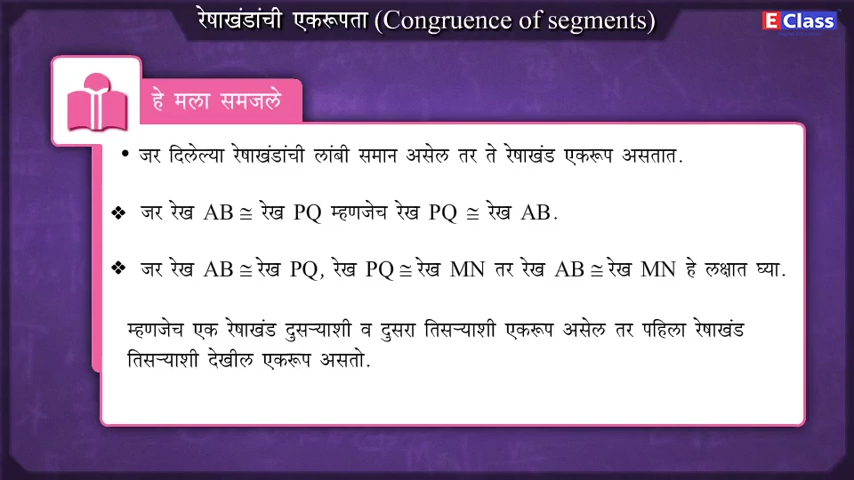 रेषाखंडांची एकरूपता (Congruence of segments)
E Class
हे मला समजले
• जर दिलेल्या रेषाखंडांची लांबी समान असेल तर ते रेषाखंड एकरूप असतात.
❖ जर रेख AB ≅ रेख PQ म्हणजेच रेख PQ ≅ रेख AB.
❖ जर रेख AB ≅ रेख PQ, रेख PQ ≅ रेख MN तर रेख AB ≅ रेख MN हे लक्षात घ्या.
म्हणजेच एक रेषाखंड दुसऱ्याशी व दुसरा तिसऱ्याशी एकरूप असेल तर पहिला रेषाखंड
तिसऱ्याशी देखील एकरूप असतो.